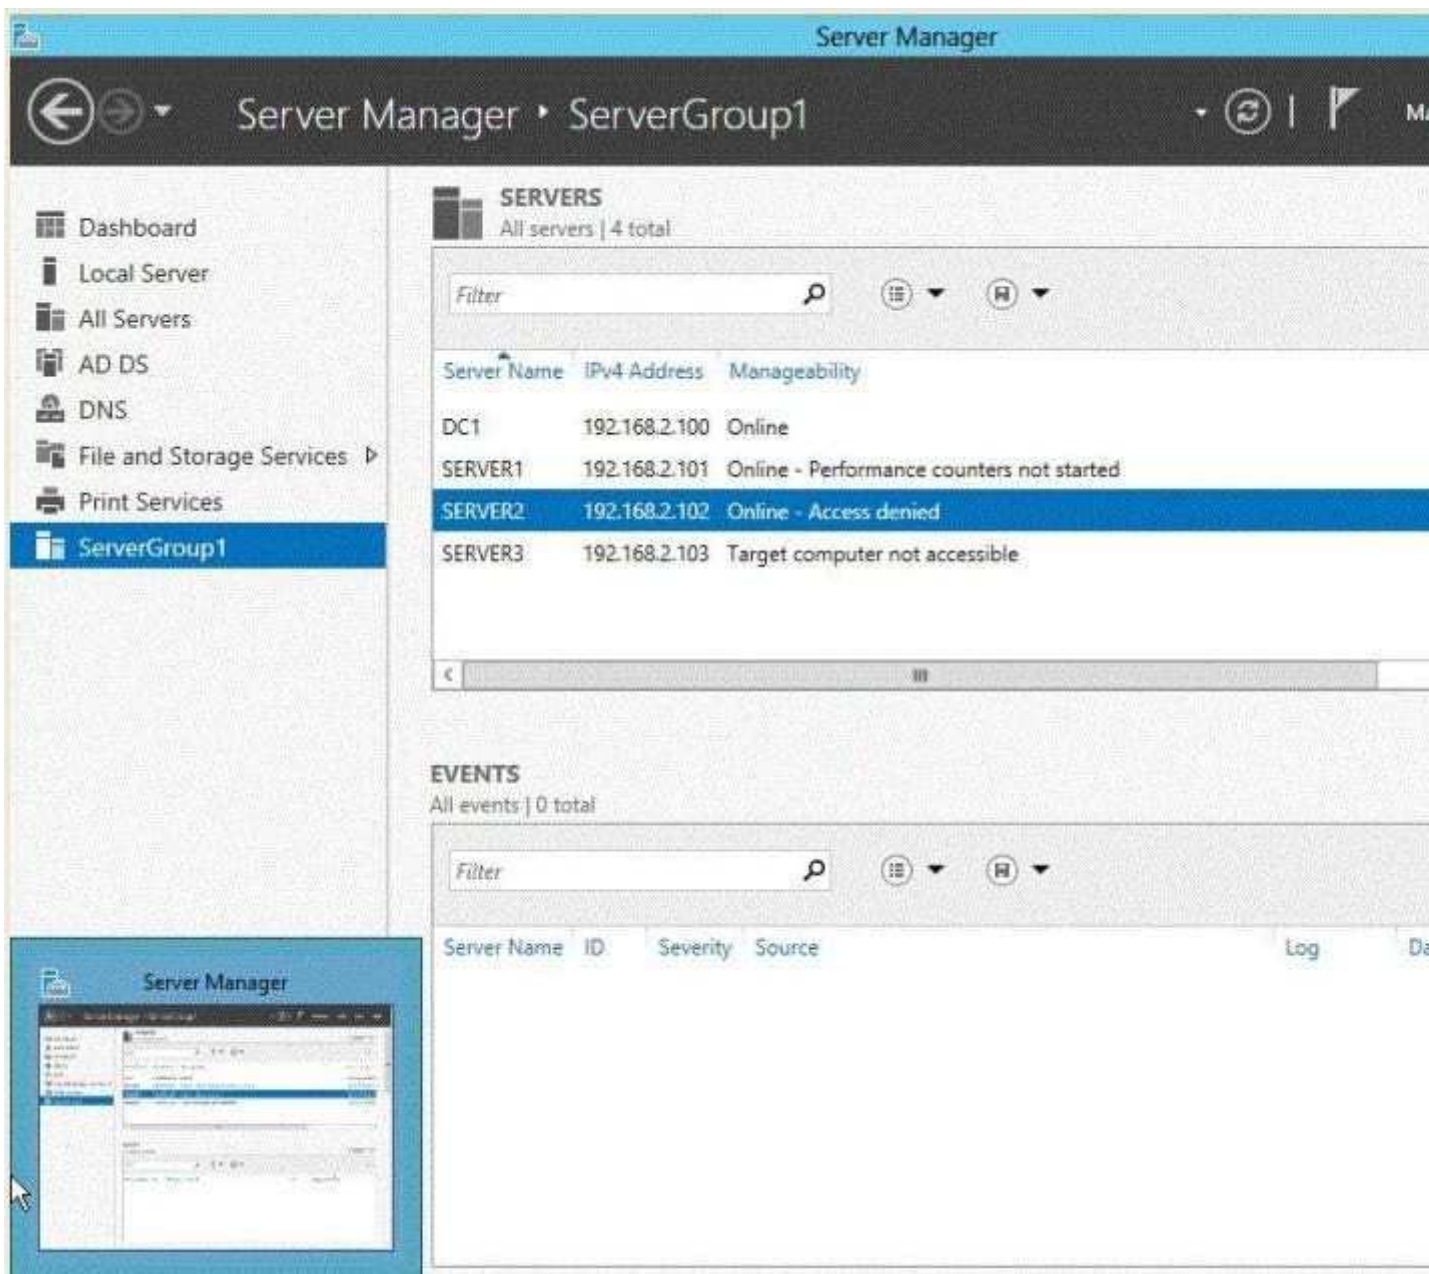 Server Manager
Server Manager ‣ ServerGroup1
Ma
Dashboard
Local Server
All Servers
AD DS
DNS
File and Storage Services
Print Services
ServerGroup1
SERVERS
All servers | 4 total
Filter
Server Name IPv4 Address Manageability
DC1 192.168.2.100 Online
SERVER1 192.168.2.101 Online - Performance counters not started
SERVER2 192.168.2.102 Online - Access denied
SERVER3 192.168.2.103 Target computer not accessible
EVENTS
All events | 0 total
Filter
Server Name ID Severity Source Log Da
Server Manager